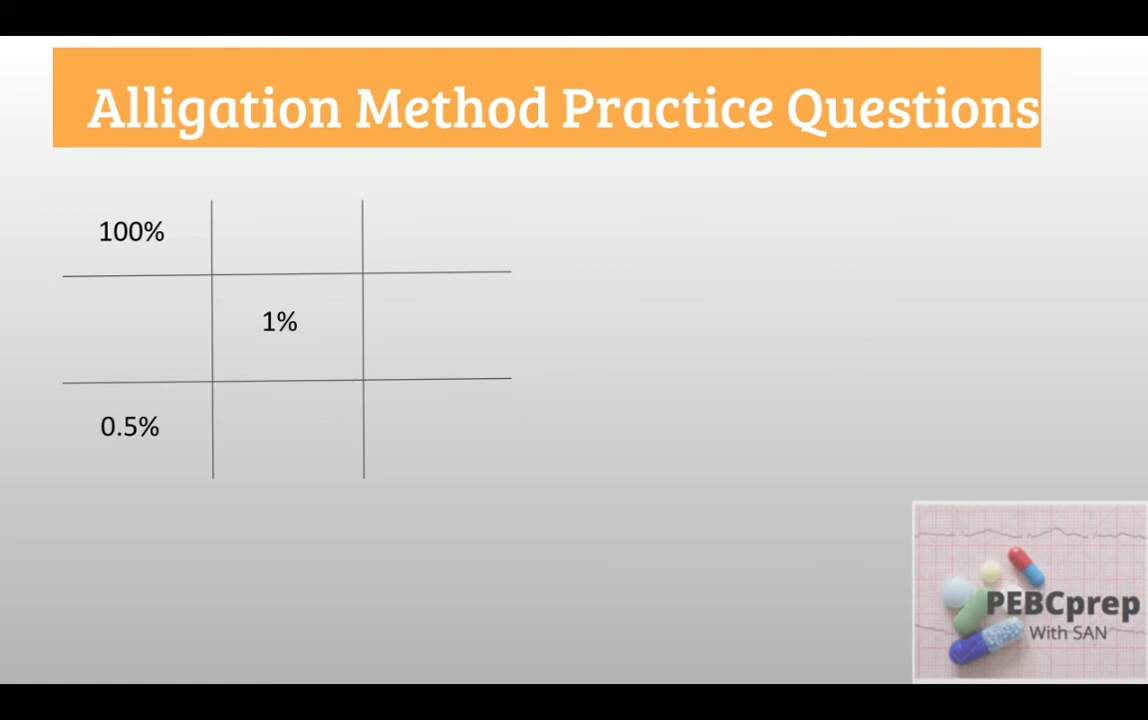 Alligation Method Practice Questions
100%
1%
0.5%
PEBCprep
With SAN